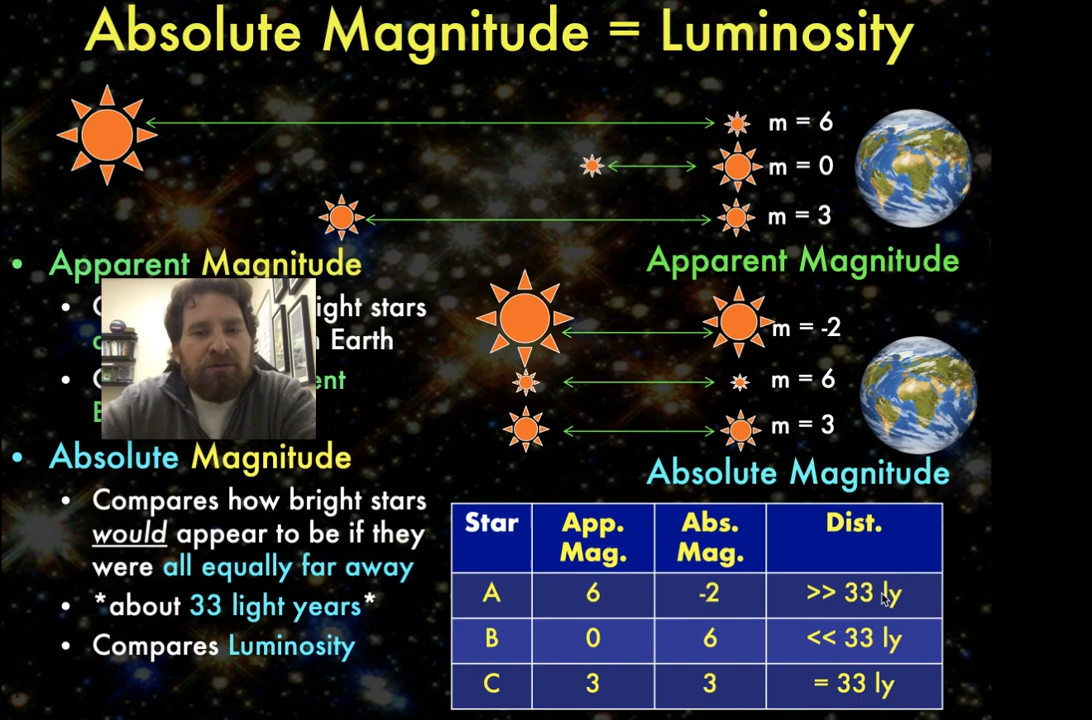 Absolute Magnitude = Luminosity
m = 6
m = 0
m = 3
Apparent Magnitude
• Apparent Magnitude
• ight stars
Earth
• ent
m = -2
m = 6
m = 3
Absolute Magnitude
• Absolute Magnitude
• Compares how bright stars
would appear to be if they
were all equally far away
• *about 33 light years*
• Compares Luminosity
Star App. Mag. Abs. Mag. Dist.
A 6 -2 >> 33 ly
B 0 6 << 33 ly
C 3 3 = 33 ly